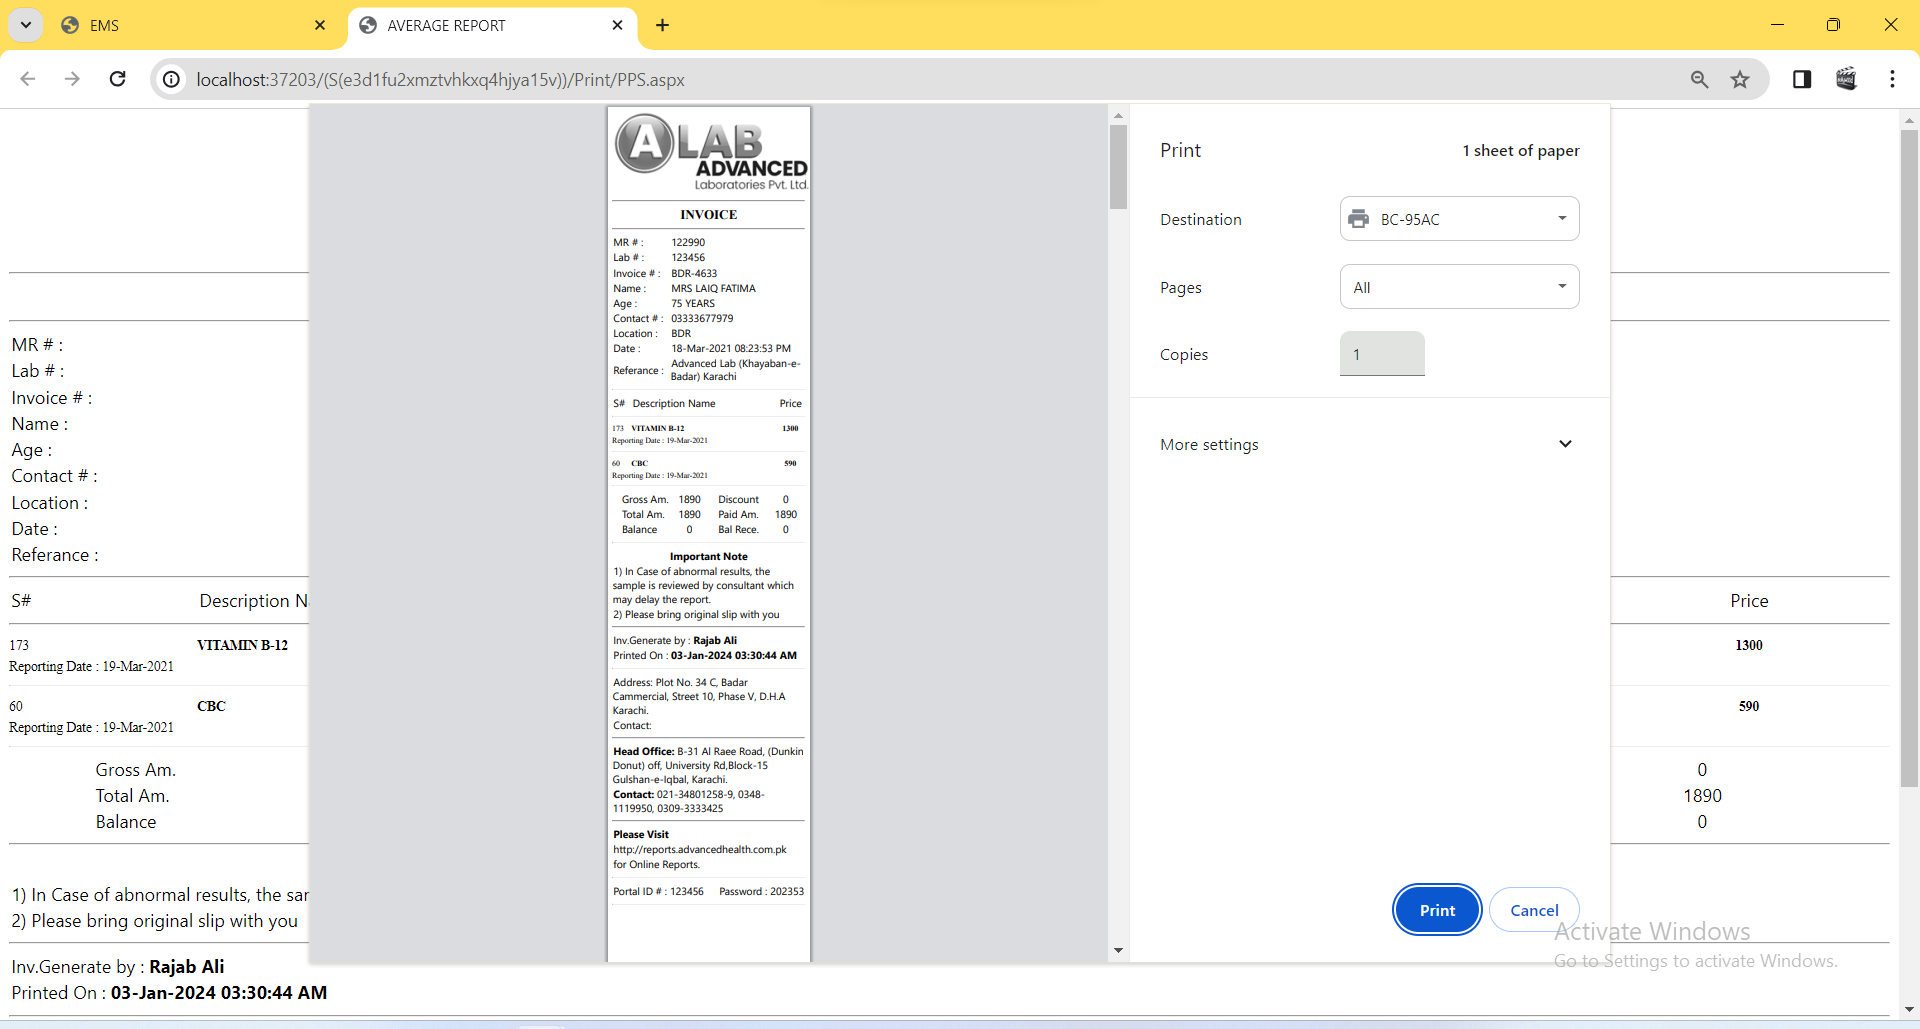 EMS
AVERAGE REPORT
localhost:37203/(S(e3d1fu2xmztvhkxq4hjya15v))/Print/PPS.aspx
MR # :
Lab # :
Invoice # :
Name :
Age :
Contact # :
Location :
Date :
Referance :
S# Description N Price
173 VITAMIN B-12 1300
Reporting Date : 19-Mar-2021
60 CBC 590
Reporting Date : 19-Mar-2021
Gross Am. 0
Total Am. 1890
Balance 0
1) In Case of abnormal results, the sar
2) Please bring original slip with you
Inv.Generate by : Rajab Ali
Printed On : 03-Jan-2024 03:30:44 AM
A LAB
ADVANCED
Laboratories Pvt. Ltd.
INVOICE
MR # : 122990
Lab # : 123456
Invoice # : BDR-4633
Name : MRS LAIQ FATIMA
Age : 75 YEARS
Contact # : 03333677979
Location : BDR
Date : 18-Mar-2021 08:23:53 PM
Referance : Advanced Lab (Khayaban-e-
Badar) Karachi
S# Description Name Price
173 VITAMIN B-12 1300
Reporting Date : 19-Mar-2021
60 CBC 590
Reporting Date : 19-Mar-2021
Gross Am. 1890 Discount 0
Total Am. 1890 Paid Am. 1890
Balance 0 Bal Rece. 0
Important Note
1) In Case of abnormal results, the
sample is reviewed by consultant which
may delay the report.
2) Please bring original slip with you
Inv.Generate by : Rajab Ali
Printed On : 03-Jan-2024 03:30:44 AM
Address: Plot No. 34 C, Badar
Cammercial, Street 10, Phase V, D.H.A
Karachi.
Contact:
Head Office: B-31 Al Raee Road, (Dunkin
Donut) off, University Rd,Block-15
Gulshan-e-Iqbal, Karachi.
Contact: 021-34801258-9, 0348-
1119950, 0309-3333425
Please Visit
http://reports.advancedhealth.com.pk
for Online Reports.
Portal ID # : 123456 Password : 202353
Print 1 sheet of paper
Destination BC-95AC
Pages All
Copies 1
More settings
Print Cancel
Activate Windows
Go to Settings to activate Windows.